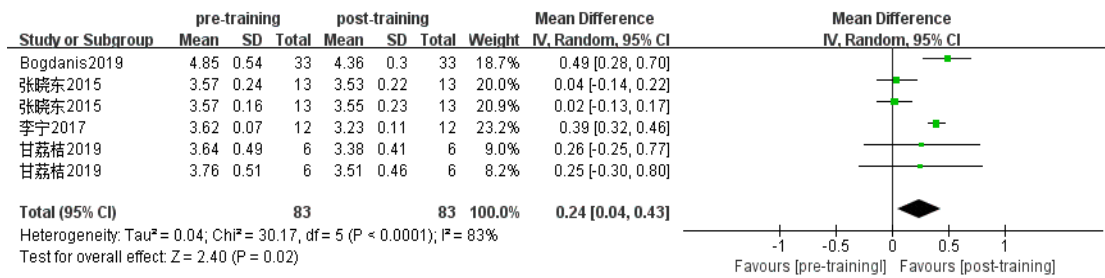 pre-training post-training Mean Difference Mean Difference
Study or Subgroup Mean SD Total Mean SD Total Weight IV, Random, 95% CI IV, Random, 95% CI
Bogdanis2019 4.85 0.54 33 4.36 0.3 33 18.7% 0.49 [0.28, 0.70]
张晓东2015 3.57 0.24 13 3.53 0.22 13 20.0% 0.04 [-0.14, 0.22]
张晓东2015 3.57 0.16 13 3.55 0.23 13 20.9% 0.02 [-0.13, 0.17]
李宁2017 3.62 0.07 12 3.23 0.11 12 23.2% 0.39 [0.32, 0.46]
甘荔桔2019 3.64 0.49 6 3.38 0.41 6 9.0% 0.26 [-0.25, 0.77]
甘荔桔2019 3.76 0.51 6 3.51 0.46 6 8.2% 0.25 [-0.30, 0.80]
Total (95% CI) 83 83 100.0% 0.24 [0.04, 0.43]
Heterogeneity: Tau² = 0.04; Chi² = 30.17, df = 5 (P < 0.0001); I² = 83%
Test for overall effect: Z = 2.40 (P = 0.02)
-1 -0.5 0 0.5 1
Favours [pre-training] Favours [post-training]